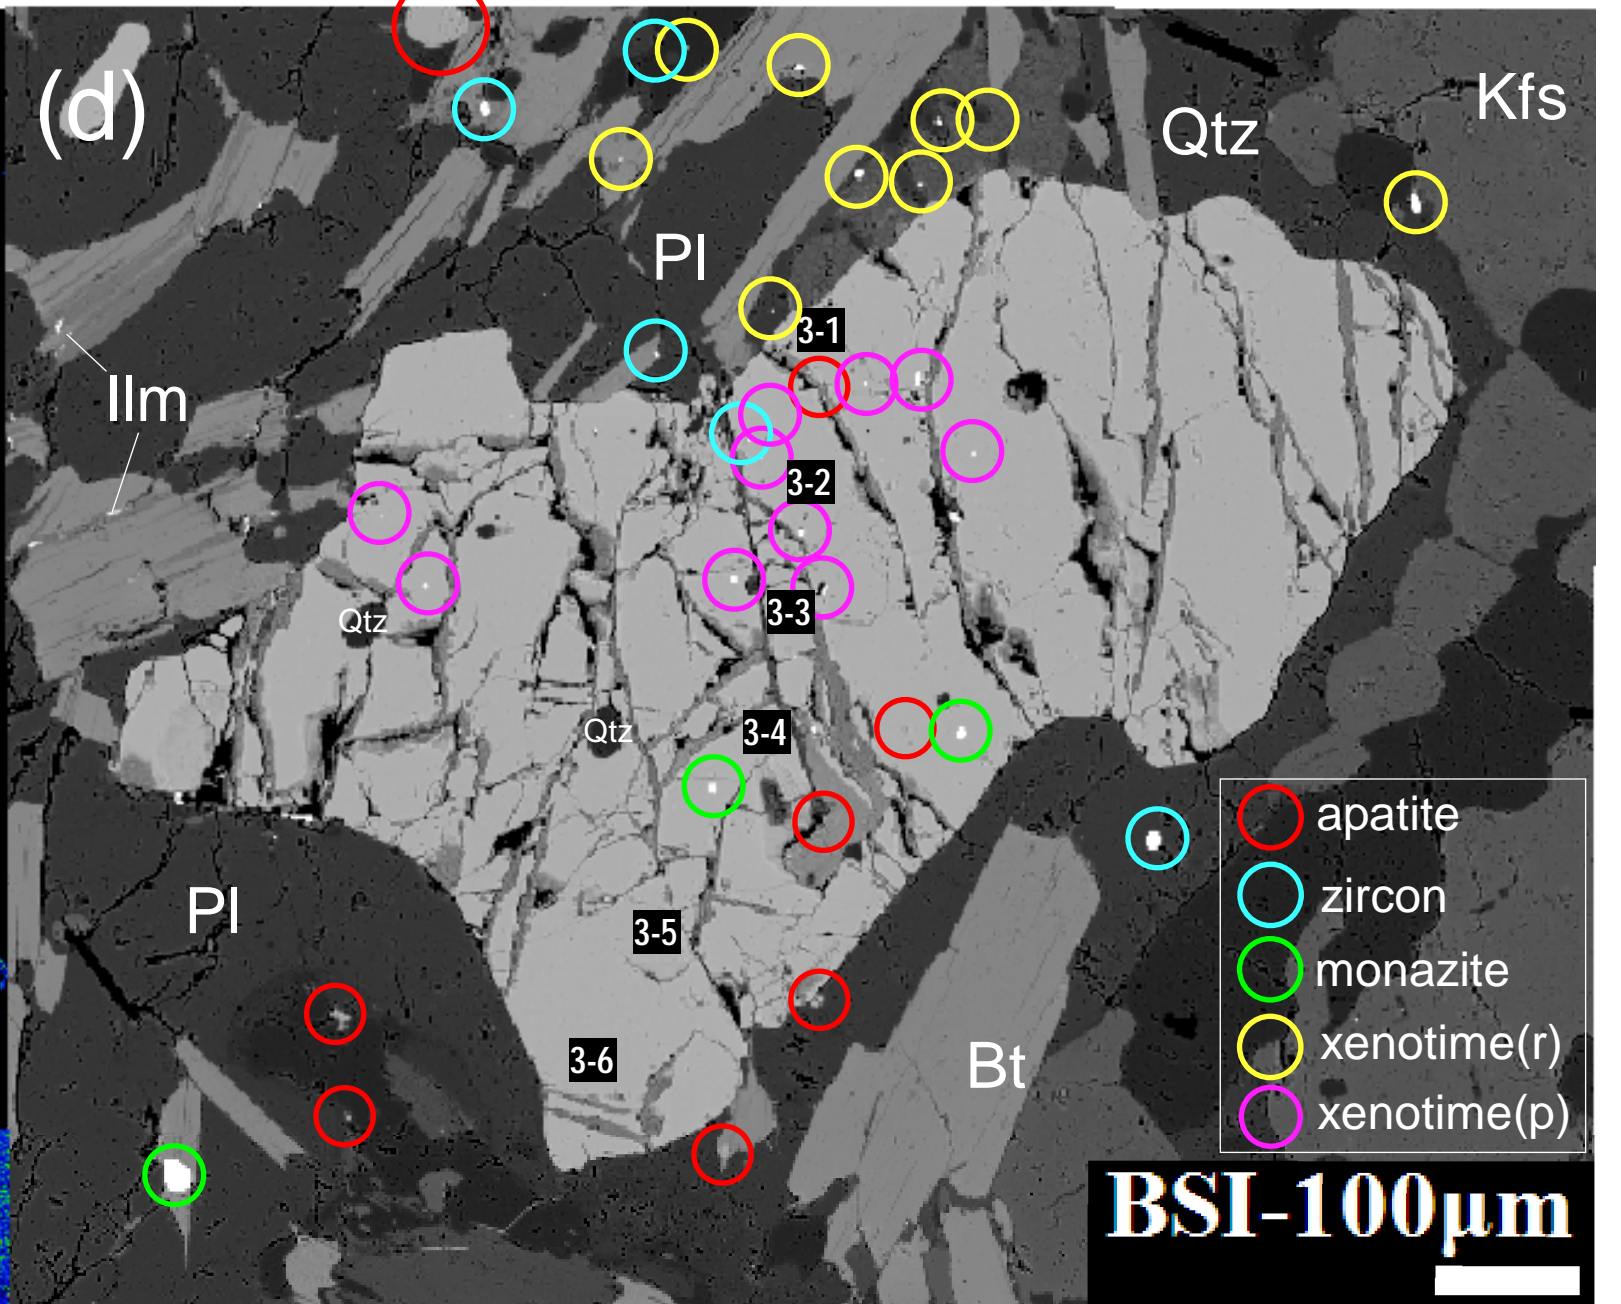 (d)
Kfs
Qtz
Pl
3-1
Ilm
3-2
3-3
Qtz
Qtz
3-4
apatite
zircon
monazite
xenotime(r)
xenotime(p)
Pl
3-5
3-6
Bt
BSI-100µm